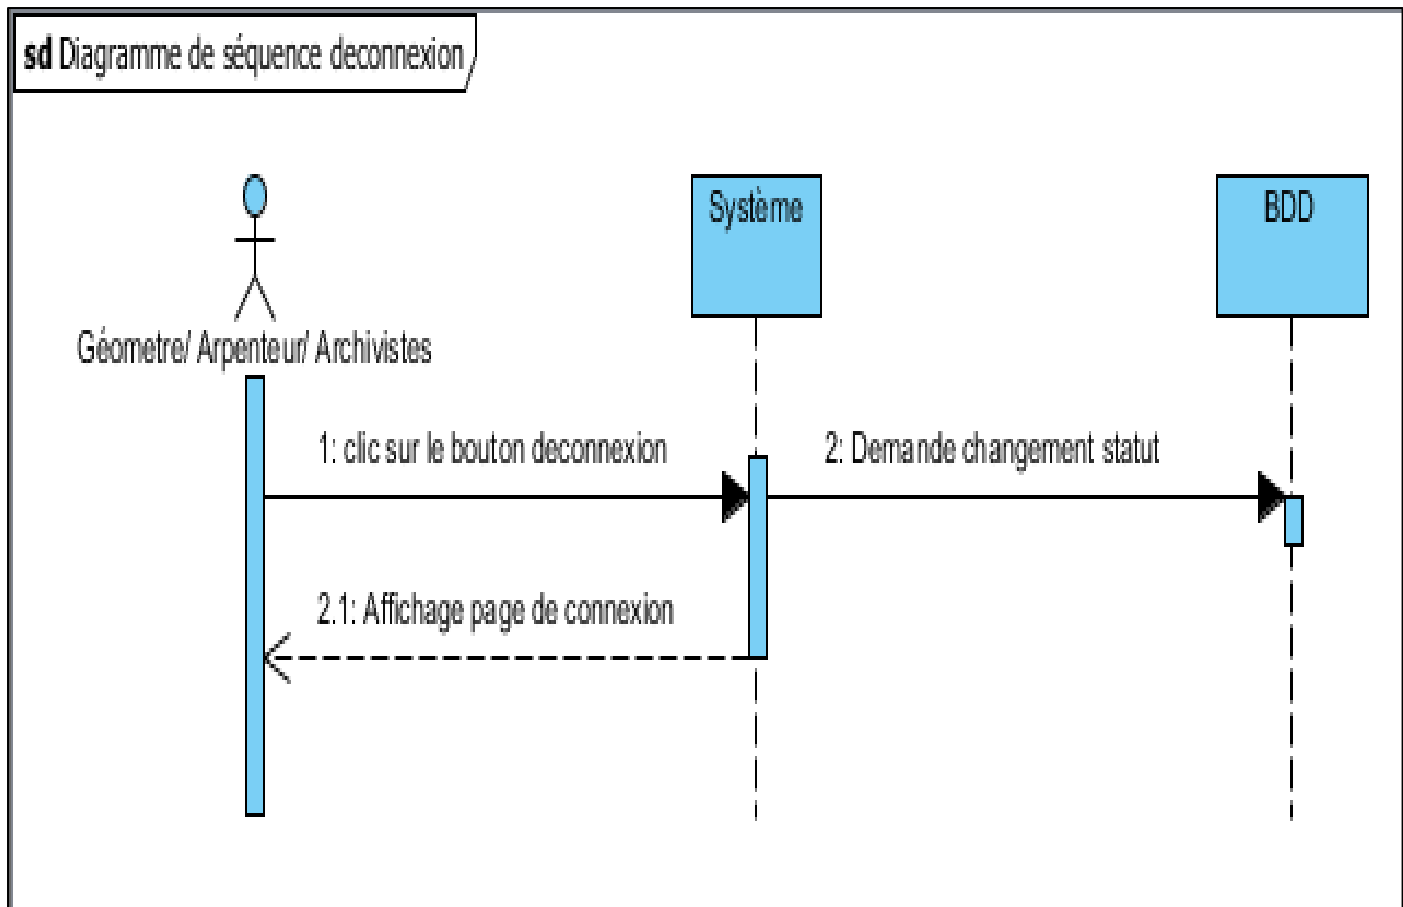 sd Diagramme de séquence deconnexion
Système
BDD
Géometre/ Arpenteur/ Archivistes
1: clic sur le bouton deconnexion
2: Demande changement statut
2.1: Affichage page de connexion